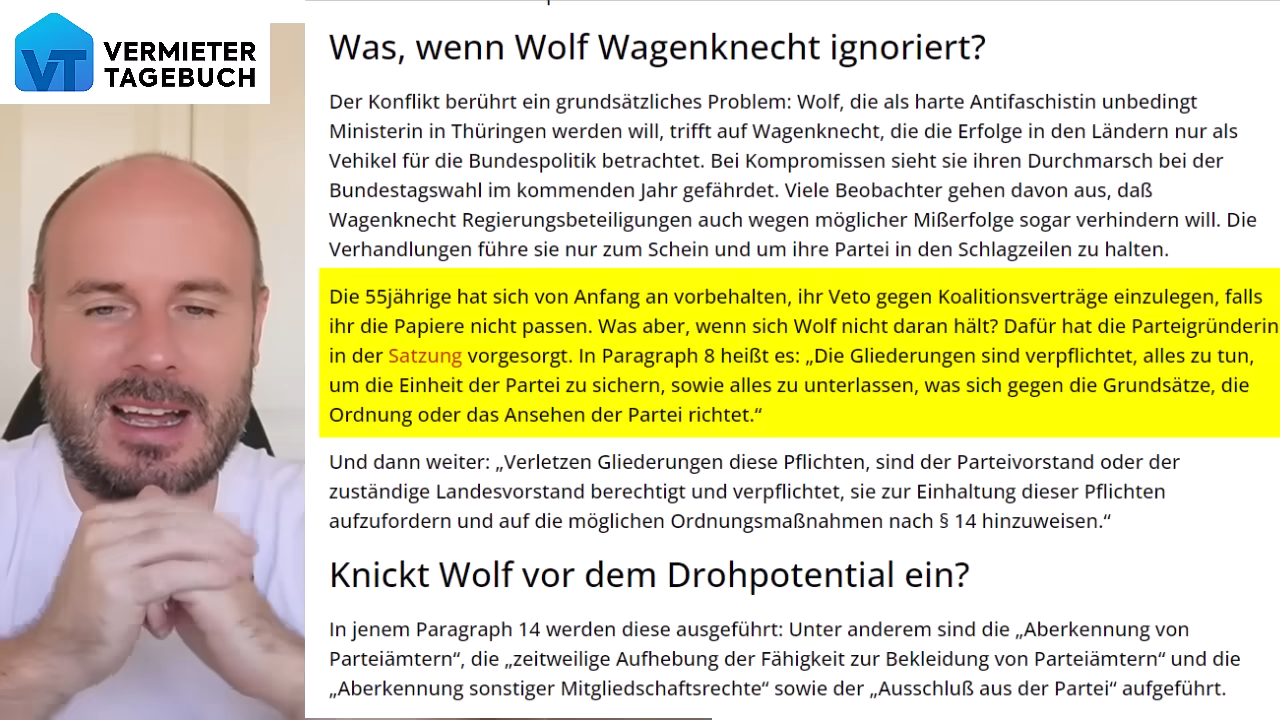 VT VERMIETER
TAGEBUCH
Was, wenn Wolf Wagenknecht ignoriert?
Der Konflikt berührt ein grundsätzliches Problem: Wolf, die als harte Antifaschistin unbedingt
Ministerin in Thüringen werden will, trifft auf Wagenknecht, die die Erfolge in den Ländern nur als
Vehikel für die Bundespolitik betrachtet. Bei Kompromissen sieht sie ihren Durchmarsch bei der
Bundestagswahl im kommenden Jahr gefährdet. Viele Beobachter gehen davon aus, daß
Wagenknecht Regierungsbeteiligungen auch wegen möglicher Mißerfolge sogar verhindern will. Die
Verhandlungen führe sie nur zum Schein und um ihre Partei in den Schlagzeilen zu halten.
Die 55jährige hat sich von Anfang an vorbehalten, ihr Veto gegen Koalitionsverträge einzulegen, falls
ihr die Papiere nicht passen. Was aber, wenn sich Wolf nicht daran hält? Dafür hat die Parteigründerin
in der Satzung vorgesorgt. In Paragraph 8 heißt es: „Die Gliederungen sind verpflichtet, alles zu tun,
um die Einheit der Partei zu sichern, sowie alles zu unterlassen, was sich gegen die Grundsätze, die
Ordnung oder das Ansehen der Partei richtet.“
Und dann weiter: „Verletzen Gliederungen diese Pflichten, sind der Parteivorstand oder der
zuständige Landesvorstand berechtigt und verpflichtet, sie zur Einhaltung dieser Pflichten
aufzufordern und auf die möglichen Ordnungsmaßnahmen nach § 14 hinzuweisen.“
Knickt Wolf vor dem Drohpotential ein?
In jenem Paragraph 14 werden diese ausgeführt: Unter anderem sind die „Aberkennung von
Parteiämtern“, die „zeitweilige Aufhebung der Fähigkeit zur Bekleidung von Parteiämtern“ und die
„Aberkennung sonstiger Mitgliedschaftsrechte“ sowie der „Ausschluß aus der Partei“ aufgeführt.